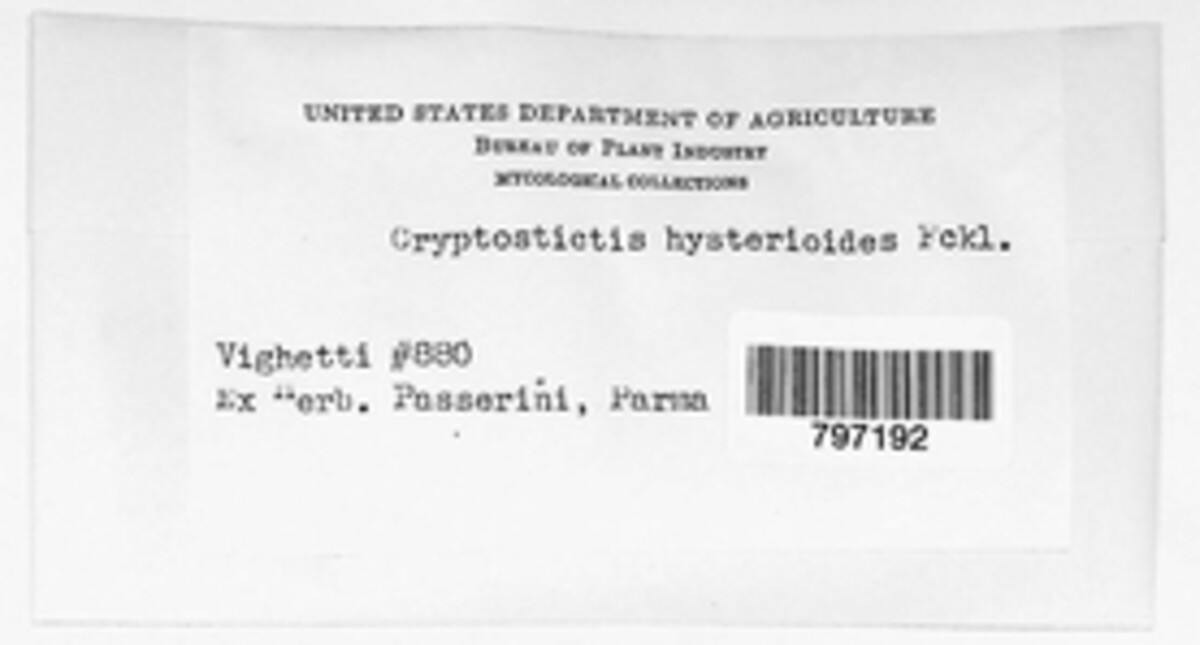 UNITED STATES DEPARTMENT OF AGRICULTURE
BUREAU OF PLANT INDUSTRY
MYCOLOGICAL COLLECTIONS
Cryptostictis hysterioides Fckl.
Vighetti #880
Ex Herb. Passerini, Parma
797192